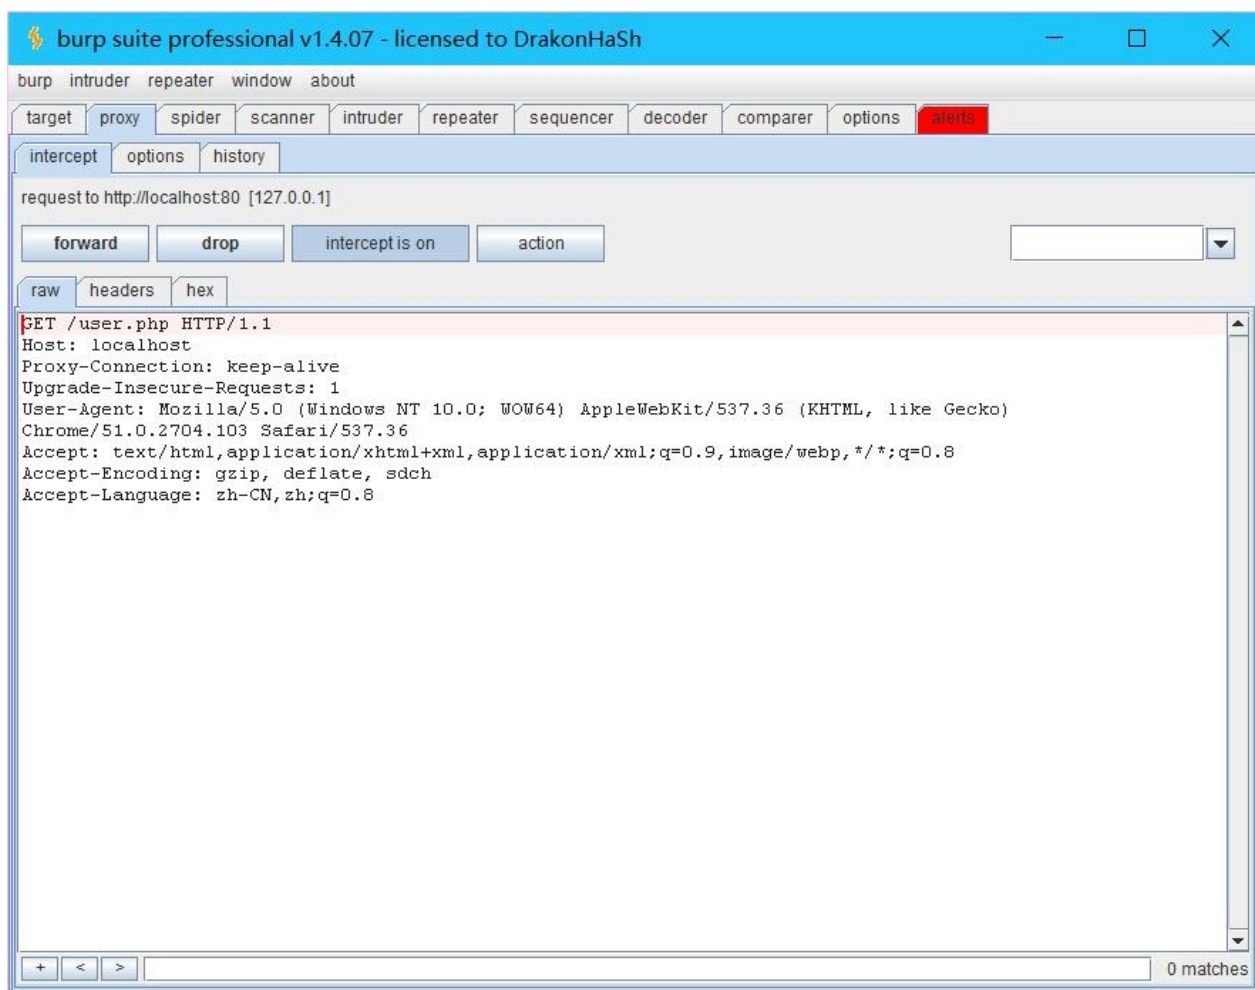 burp suite professional v1.4.07 - licensed to DrakonHaSh
burp intruder repeater window about
target proxy spider scanner intruder repeater sequencer decoder comparer options alerts
intercept options history
request to http://localhost:80 [127.0.0.1]
forward drop intercept is on action
raw headers hex
GET /user.php HTTP/1.1
Host: localhost
Proxy-Connection: keep-alive
Upgrade-Insecure-Requests: 1
User-Agent: Mozilla/5.0 (Windows NT 10.0; WOW64) AppleWebKit/537.36 (KHTML, like Gecko)
Chrome/51.0.2704.103 Safari/537.36
Accept: text/html,application/xhtml+xml,application/xml;q=0.9,image/webp,*/*;q=0.8
Accept-Encoding: gzip, deflate, sdch
Accept-Language: zh-CN,zh;q=0.8
+ < > 0 matches